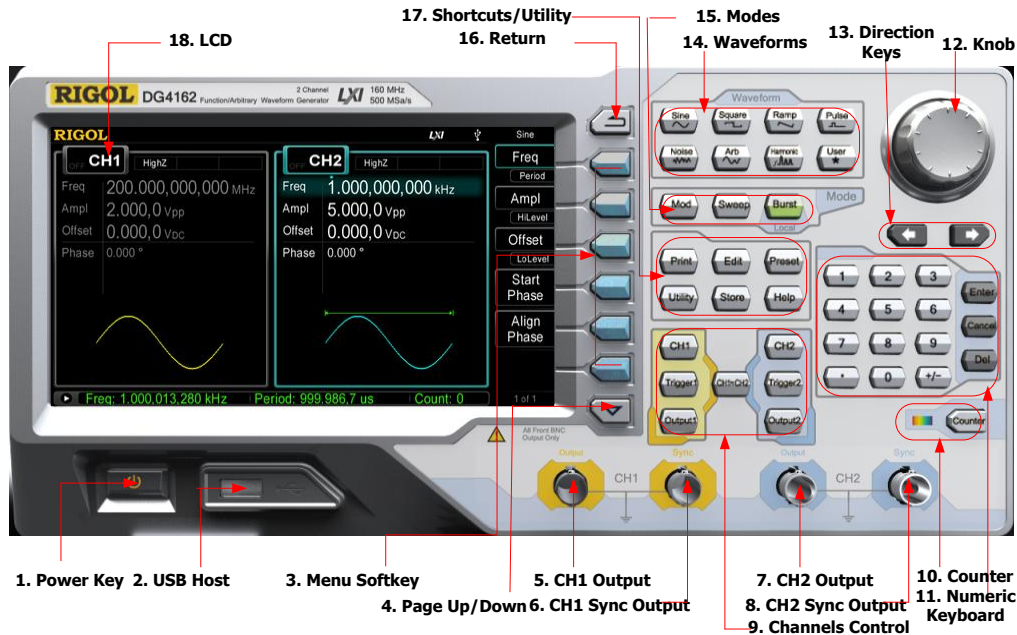 17. Shortcuts/Utility
15. Modes
18. LCD
16. Return
14. Waveforms
13. Direction
Keys
12. Knob
RIGOL DG4162 Function/Arbitrary Waveform Generator
2 Channel
LXI
160 MHz
500 MSa/s
RIGOL
LXI
Sine
OFF CH1 HighZ
Freq 200.000,000,000 MHz
Ampl 2.000,0 Vpp
Offset 0.000,0 VDC
Phase 0.000 °
OFF CH2 HighZ
Freq 1.000,000,000 kHz
Ampl 5.000,0 Vpp
Offset 0.000,0 VDC
Phase 0.000 °
Freq
Period
Ampl
HiLevel
Offset
LoLevel
Start
Phase
Align
Phase
Freq: 1.000,013,280 kHz
Period: 999.986,7 us
Count: 0
1 of 1
Waveform
Sine Square Ramp Pulse
Noise Arb Harmonic User
Mod Sweep Burst
Mode
Local
Print Edit Preset
Utility Store Help
CH1 CH2
Trigger1 CH1⇌CH2 Trigger2
Output1 Output2
1 2 3 Enter
4 5 6 Cancel
7 8 9 Del
· 0 +/-
Counter
All Front BNC
Output Only
Output Sync Output Sync
CH1 CH2
1. Power Key
2. USB Host
3. Menu Softkey
4. Page Up/Down
5. CH1 Output
6. CH1 Sync Output
7. CH2 Output
8. CH2 Sync Output
9. Channels Control
10. Counter
11. Numeric
Keyboard